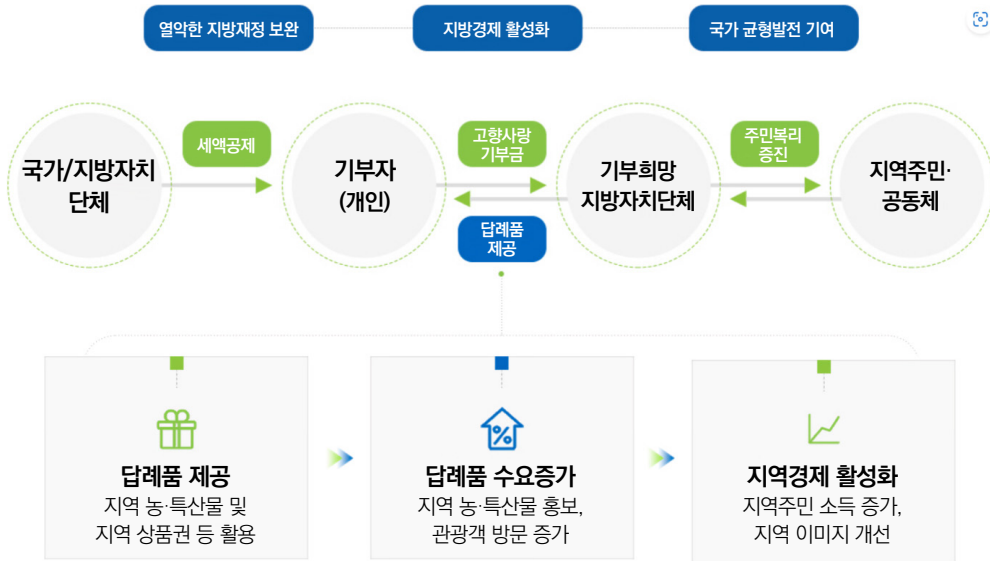 열악한 지방재정 보완
지방경제 활성화
국가 균형발전 기여
국가/지방자치
단체
세액공제
기부자
(개인)
고향사랑
기부금
답례품
제공
기부희망
지방자치단체
주민복리
증진
지역주민·
공동체
답례품 제공
지역 농·특산물 및
지역 상품권 등 활용
답례품 수요증가
지역 농·특산물 홍보,
관광객 방문 증가
지역경제 활성화
지역주민 소득 증가,
지역 이미지 개선